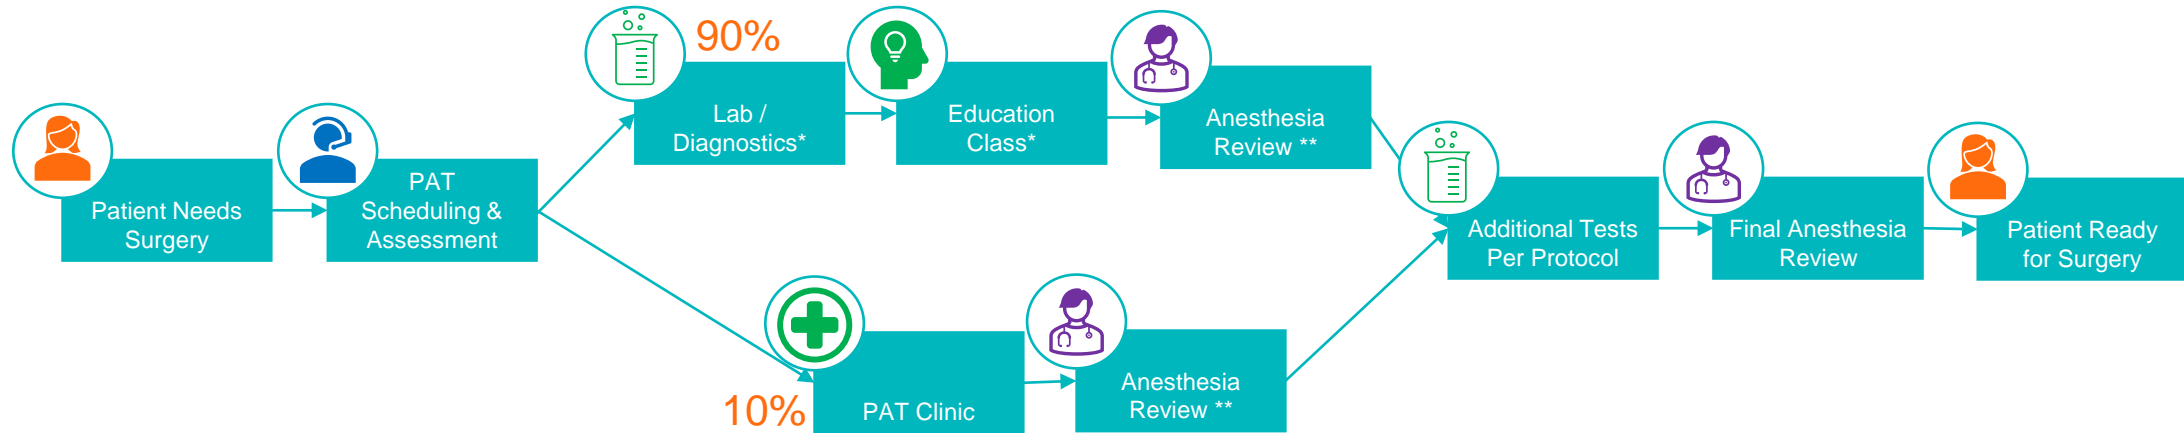 Patient Needs
Surgery
PAT
Scheduling &
Assessment
90%
Lab /
Diagnostics*
Education
Class*
Anesthesia
Review **
10%
PAT Clinic
Anesthesia
Review **
Additional Tests
Per Protocol
Final Anesthesia
Review
Patient Ready
for Surgery